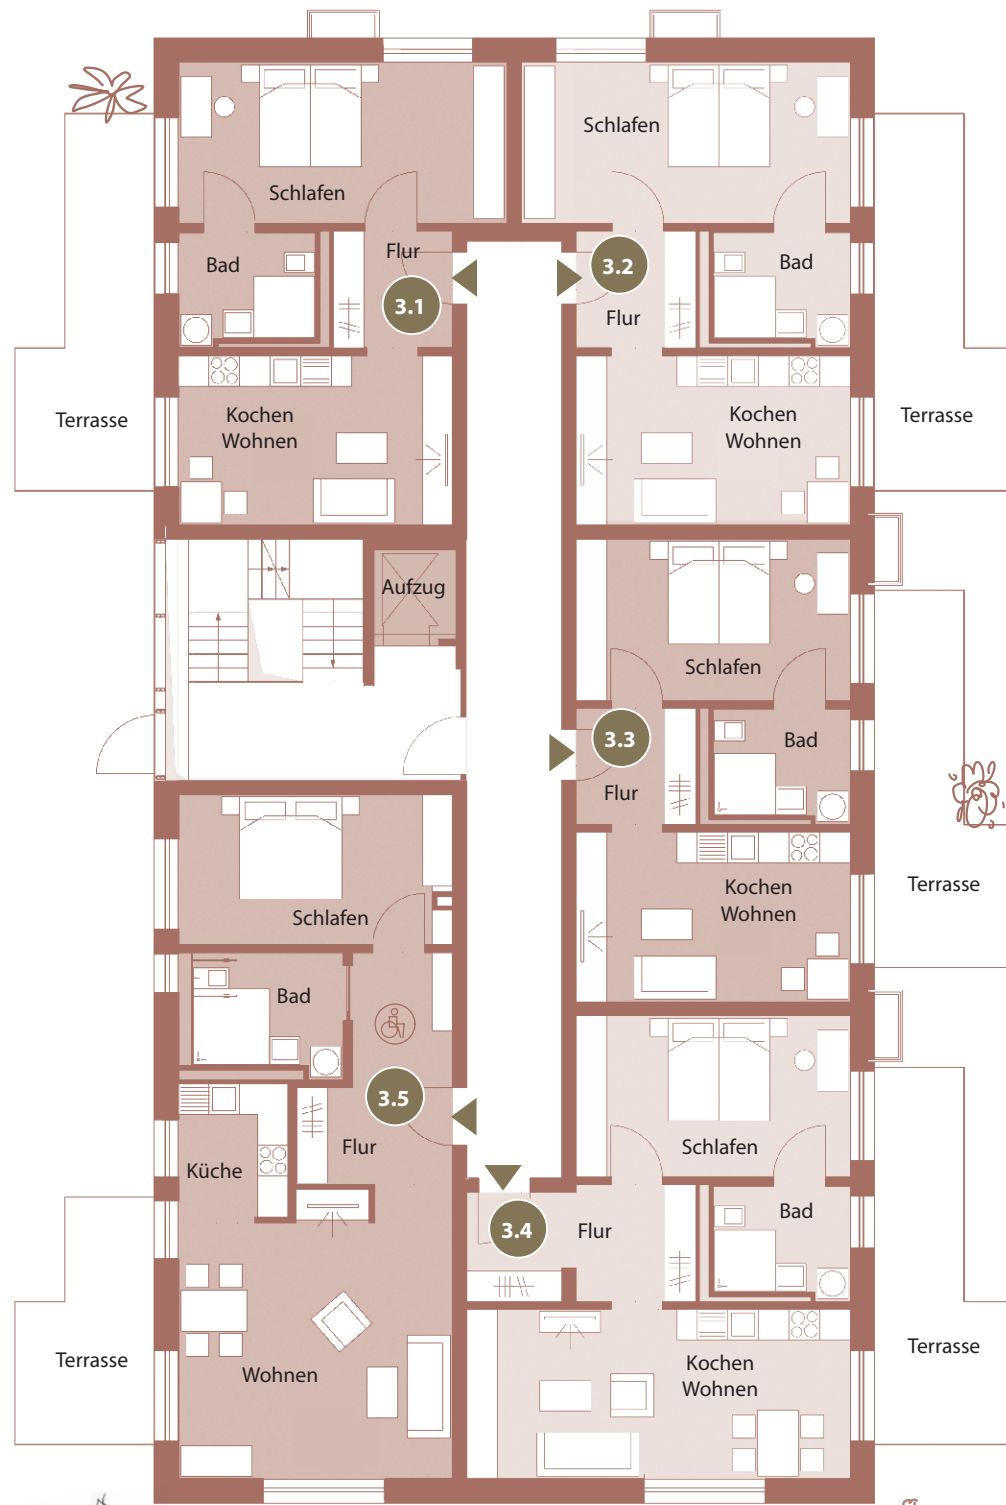 Schlafen
Bad
Flur
3.1
Kochen
Wohnen
Terrasse
Schlafen
3.2
Flur
Bad
Kochen
Wohnen
Terrasse
Aufzug
Schlafen
3.3
Flur
Bad
Kochen
Wohnen
Terrasse
Schlafen
Bad
3.5
Flur
Küche
Wohnen
Terrasse
Schlafen
Bad
3.4
Flur
Kochen
Wohnen
Terrasse